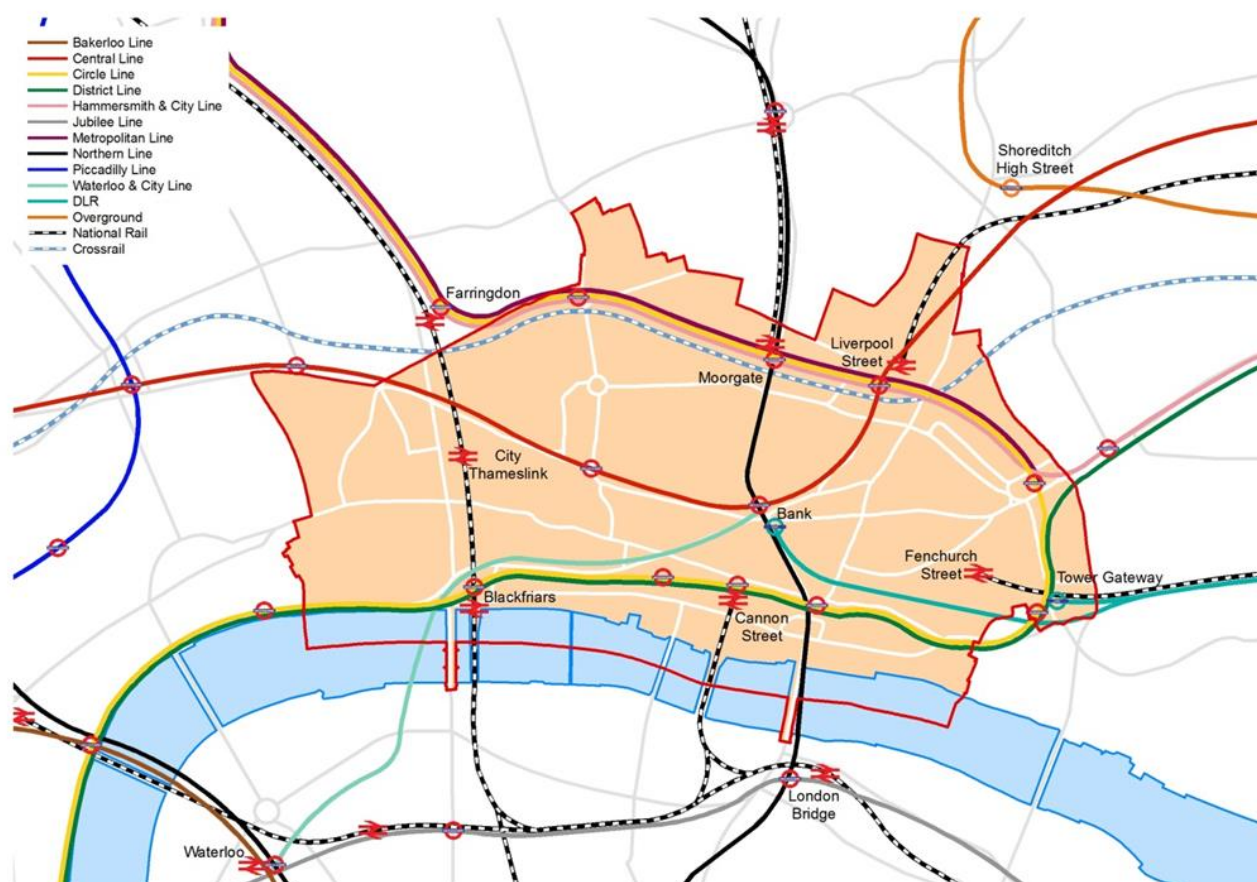 Bakerloo Line
Central Line
Circle Line
District Line
Hammersmith & City Line
Jubilee Line
Metropolitan Line
Northern Line
Piccadilly Line
Waterloo & City Line
DLR
Overground
National Rail
Crossrail
Shoreditch
High Street
Farringdon
Liverpool
Street
Moorgate
City
Thameslink
Bank
Fenchurch
Street
Tower Gateway
Blackfriars
Cannon
Street
London
Bridge
Waterloo